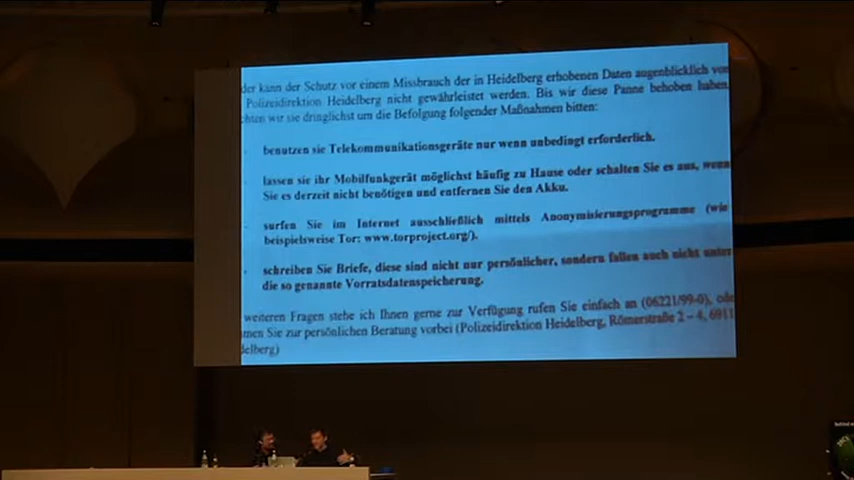 der kann der Schutz vor einem Missbrauch der in Heidelberg erhobenen Daten augenblicklich von
Polizeidirektion Heidelberg nicht gewährleistet werden. Bis wir diese Panne behoben haben,
chten wir sie dringlichst um die Befolgung folgender Maßnahmen bitten:
benutzen sie Telekommunikationsgeräte nur wenn unbedingt erforderlich.
lassen sie ihr Mobilfunkgerät möglichst häufig zu Hause oder schalten Sie es aus, wenn
Sie es derzeit nicht benötigen und entfernen Sie den Akku.
surfen Sie im Internet ausschließlich mittels Anonymisierungsprogramme (wie
beispielsweise Tor: www.torproject.org/).
schreiben Sie Briefe, diese sind nicht nur persönlicher, sondern fallen auch nicht unter
die so genannte Vorratsdatenspeicherung.
weiteren Fragen stehe ich Ihnen gerne zur Verfügung rufen Sie einfach an (06221/99-0), ode
men Sie zur persönlichen Beratung vorbei (Polizeidirektion Heidelberg, Römerstraße 2 – 4, 6911
delberg)